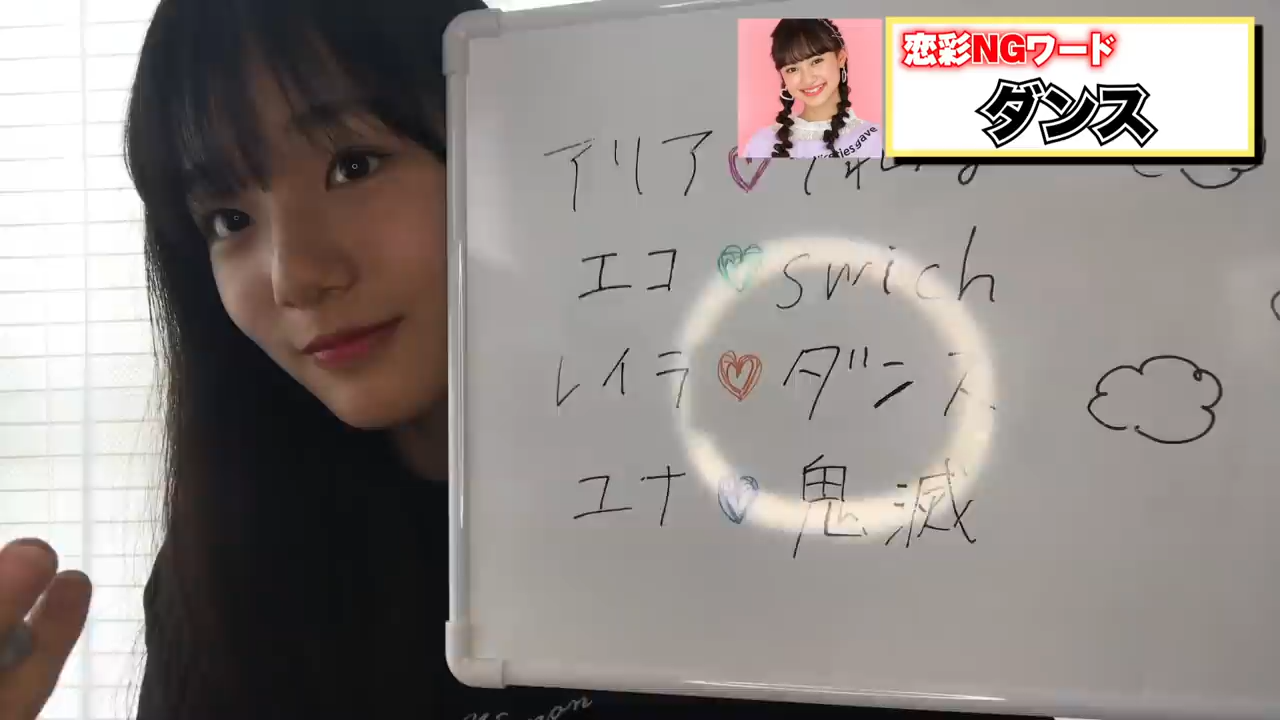 恋彩NGワード
ダンス
アリア
エコ swich
レイラ ダンス
ユナ 鬼滅